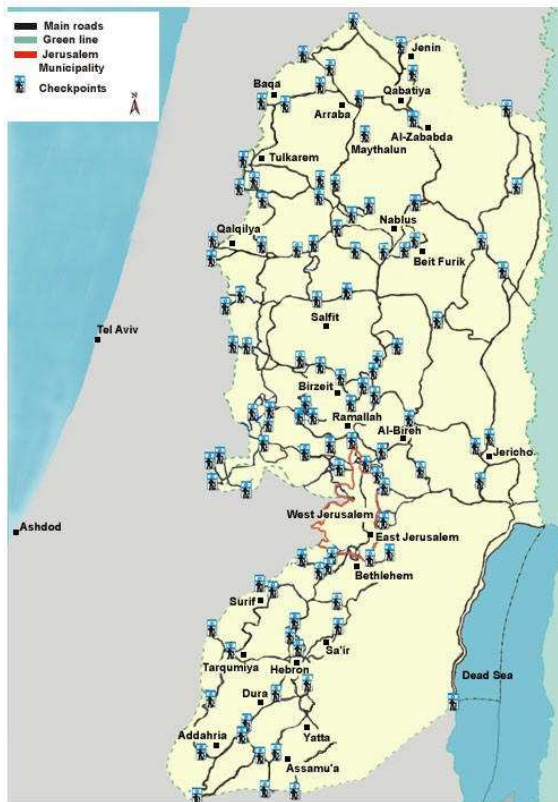 Main roads
Green line
Jerusalem
Municipality
Checkpoints
N
Jenin
Baqa
Qabatiya
Arraba
Al-Zababda
Maythalun
Tulkarem
Nablus
Qalqilya
Beit Furik
Salfit
Tel Aviv
Birzeit
Ramallah
Al-Bireh
Jericho
West Jerusalem
Ashdod
East Jerusalem
Bethlehem
Surif
Sa'ir
Tarqumiya
Hebron
Dead Sea
Dura
Yatta
Addahria
Assamu'a